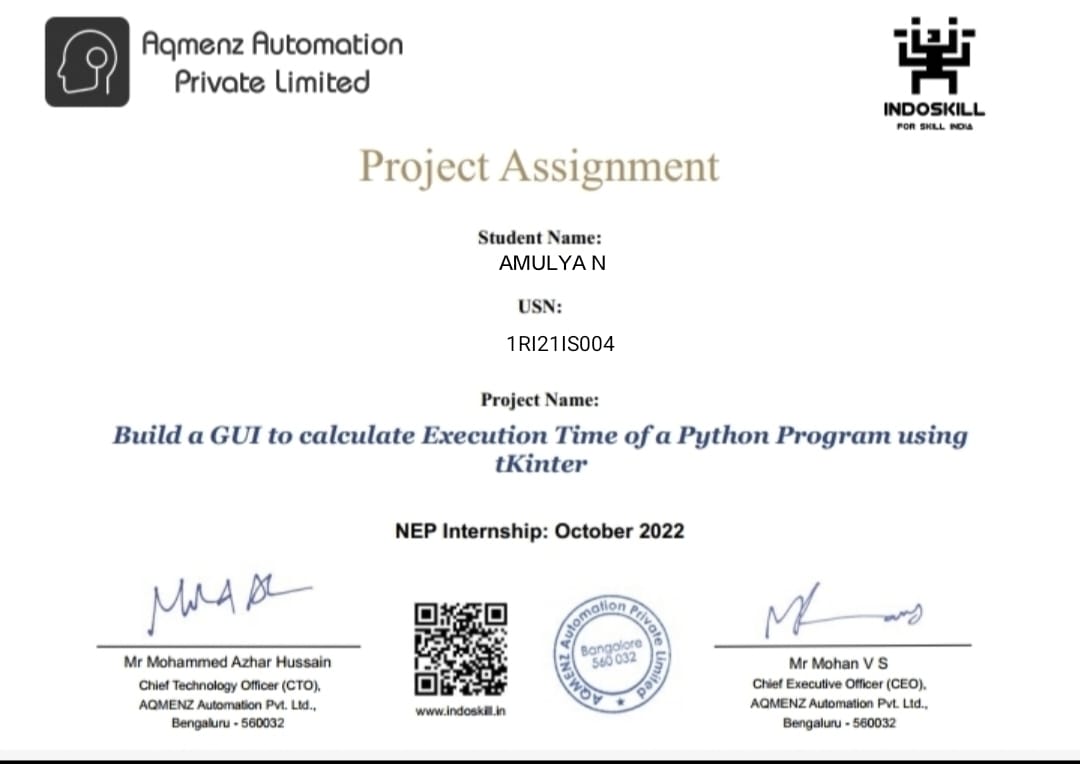 Aqmenz Automation
Private Limited
INDOSKILL
FOR SKILL INDIA
Project Assignment
Student Name:
AMULYA N
USN:
1RI21IS004
Project Name:
Build a GUI to calculate Execution Time of a Python Program using
tKinter
NEP Internship: October 2022
Mr Mohammed Azhar Hussain
Chief Technology Officer (CTO),
AQMENZ Automation Pvt. Ltd.,
Bengaluru - 560032
www.indoskill.in
AQMENZ Automation Private Limited
Bangalore
560 032
Mr Mohan V S
Chief Executive Officer (CEO),
AQMENZ Automation Pvt. Ltd.,
Bengaluru - 560032